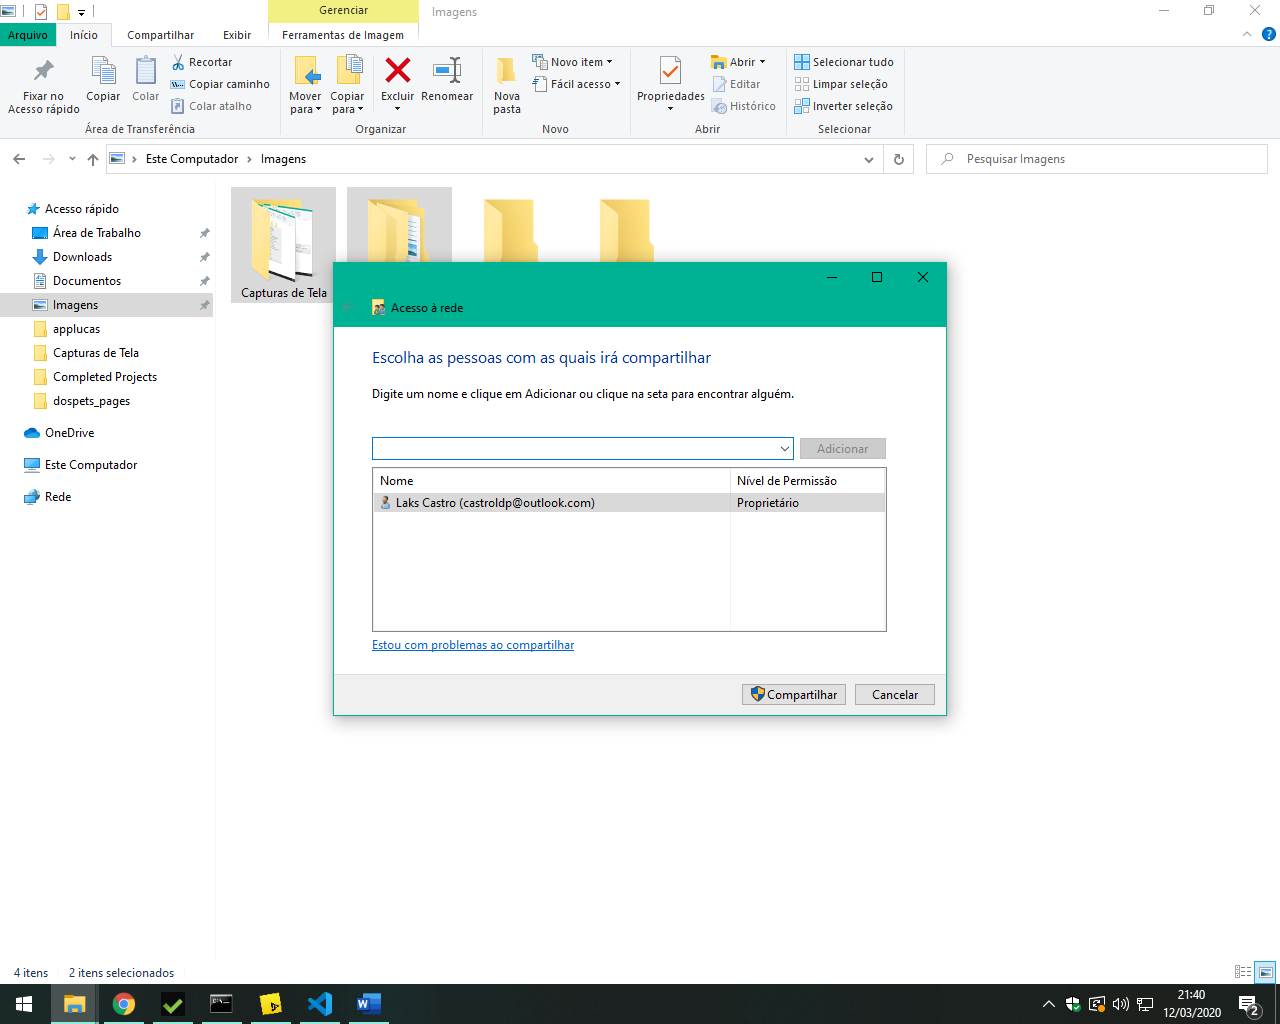 Gerenciar
Imagens
Arquivo
Início
Compartilhar
Exibir
Ferramentas de Imagem
Fixar no
Acesso rápido
Copiar
Colar
Recortar
Copiar caminho
Colar atalho
Área de Transferência
Mover
para
Copiar
para
Excluir
Renomear
Organizar
Nova
pasta
Novo item
Fácil acesso
Novo
Propriedades
Abrir
Editar
Histórico
Abrir
Selecionar tudo
Limpar seleção
Inverter seleção
Selecionar
Este Computador
Imagens
Pesquisar Imagens
Acesso rápido
Área de Trabalho
Downloads
Documentos
Imagens
applucas
Capturas de Tela
Completed Projects
dospets_pages
OneDrive
Este Computador
Rede
Capturas de Tela
Acesso à rede
Escolha as pessoas com as quais irá compartilhar
Digite um nome e clique em Adicionar ou clique na seta para encontrar alguém.
Adicionar
Nome
Nível de Permissão
Laks Castro (castroldp@outlook.com)
Proprietário
Estou com problemas ao compartilhar
Compartilhar
Cancelar
4 itens
2 itens selecionados
21:40
12/03/2020
2